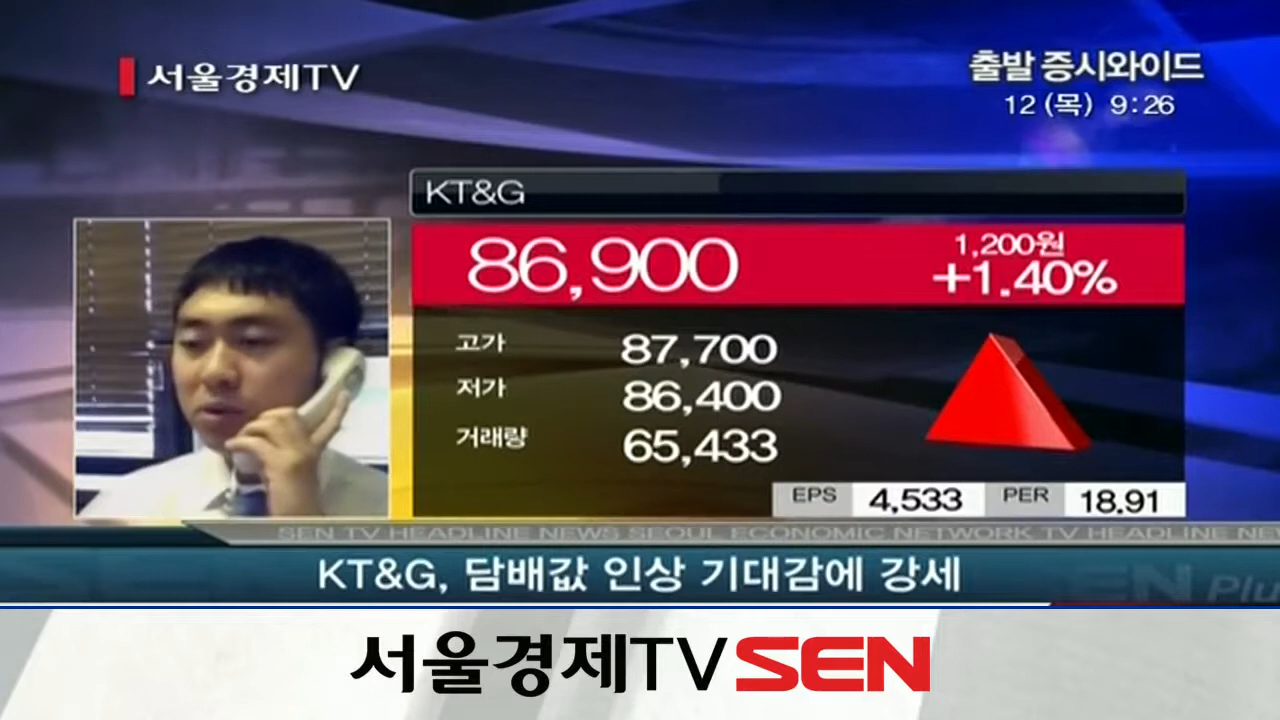 서울경제TV
출발 증시와이드
12 (목) 9:26
KT&G
86,900
1,200원
+1.40%
고가 87,700
저가 86,400
거래량 65,433
EPS 4,533 PER 18.91
SEN TV HEADLINE NEWS SEOUL ECONOMIC NETWORK TV HEADLINE NE
KT&G, 담배값 인상 기대감에 강세
EN Plu
서울경제TV SEN